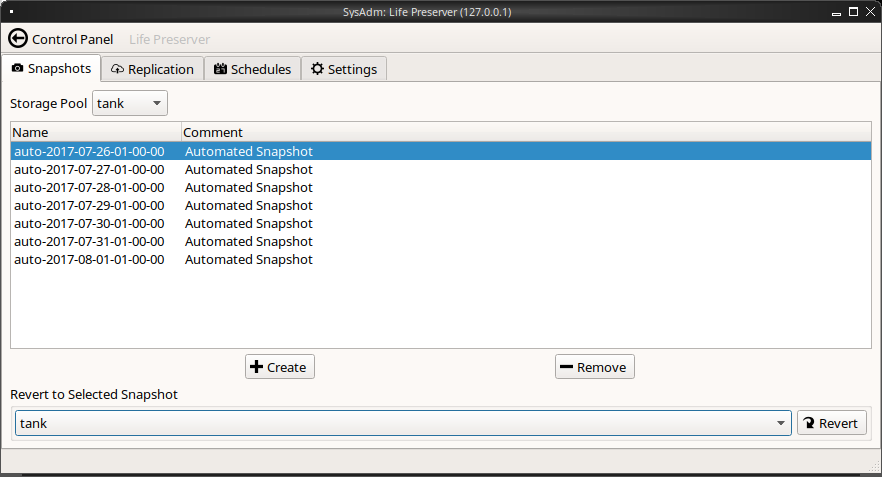 SysAdm: Life Preserver (127.0.0.1)
Control Panel Life Preserver
Snapshots Replication Schedules Settings
Storage Pool tank
Name Comment
auto-2017-07-26-01-00-00 Automated Snapshot
auto-2017-07-27-01-00-00 Automated Snapshot
auto-2017-07-28-01-00-00 Automated Snapshot
auto-2017-07-29-01-00-00 Automated Snapshot
auto-2017-07-30-01-00-00 Automated Snapshot
auto-2017-07-31-01-00-00 Automated Snapshot
auto-2017-08-01-01-00-00 Automated Snapshot
Create Remove
Revert to Selected Snapshot
tank Revert